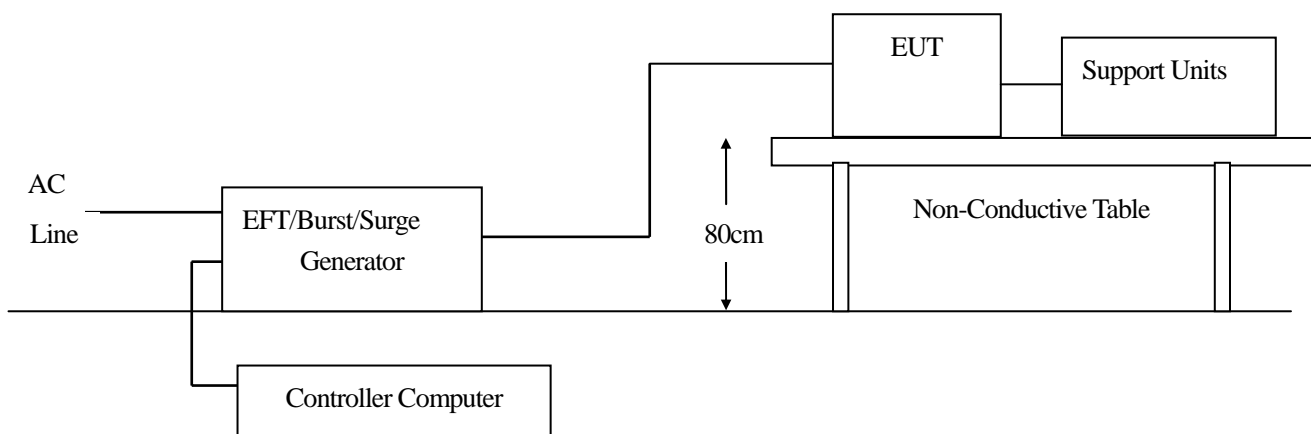 EUT
Support Units
AC
Line
EFT/Burst/Surge
Generator
80cm
Non-Conductive Table
Controller Computer